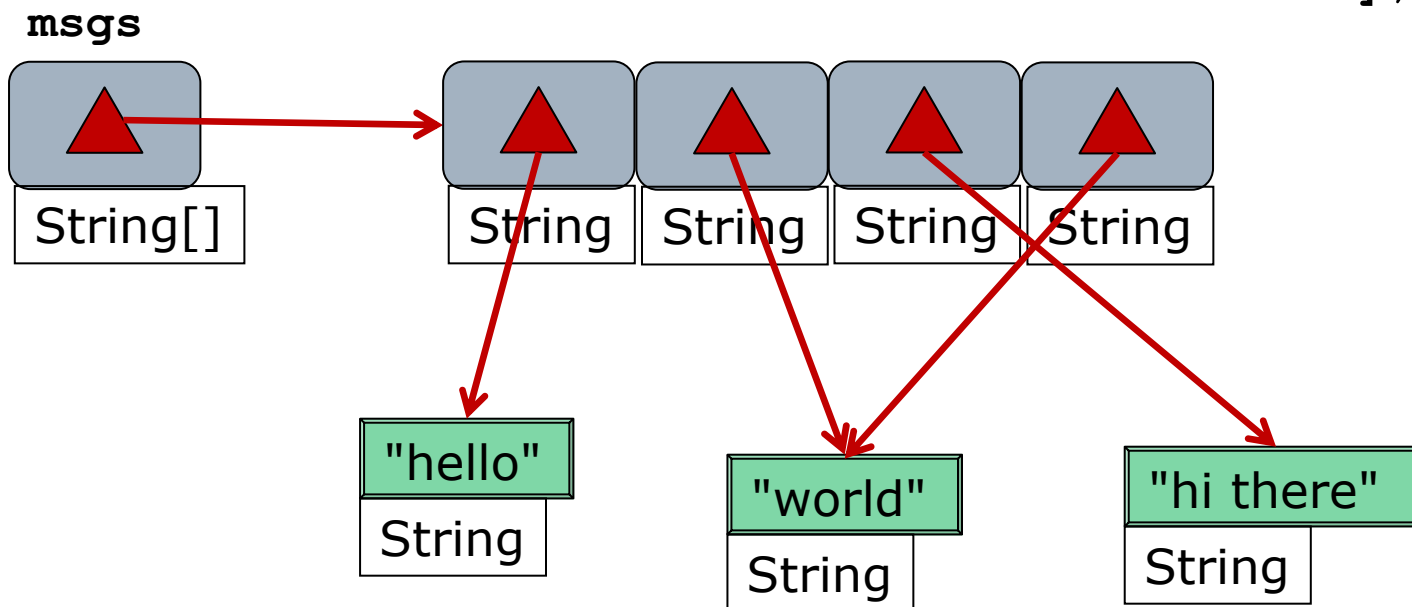 ];
msgs
String[]
String String String String
"hello"
"world"
"hi there"
String
String
String